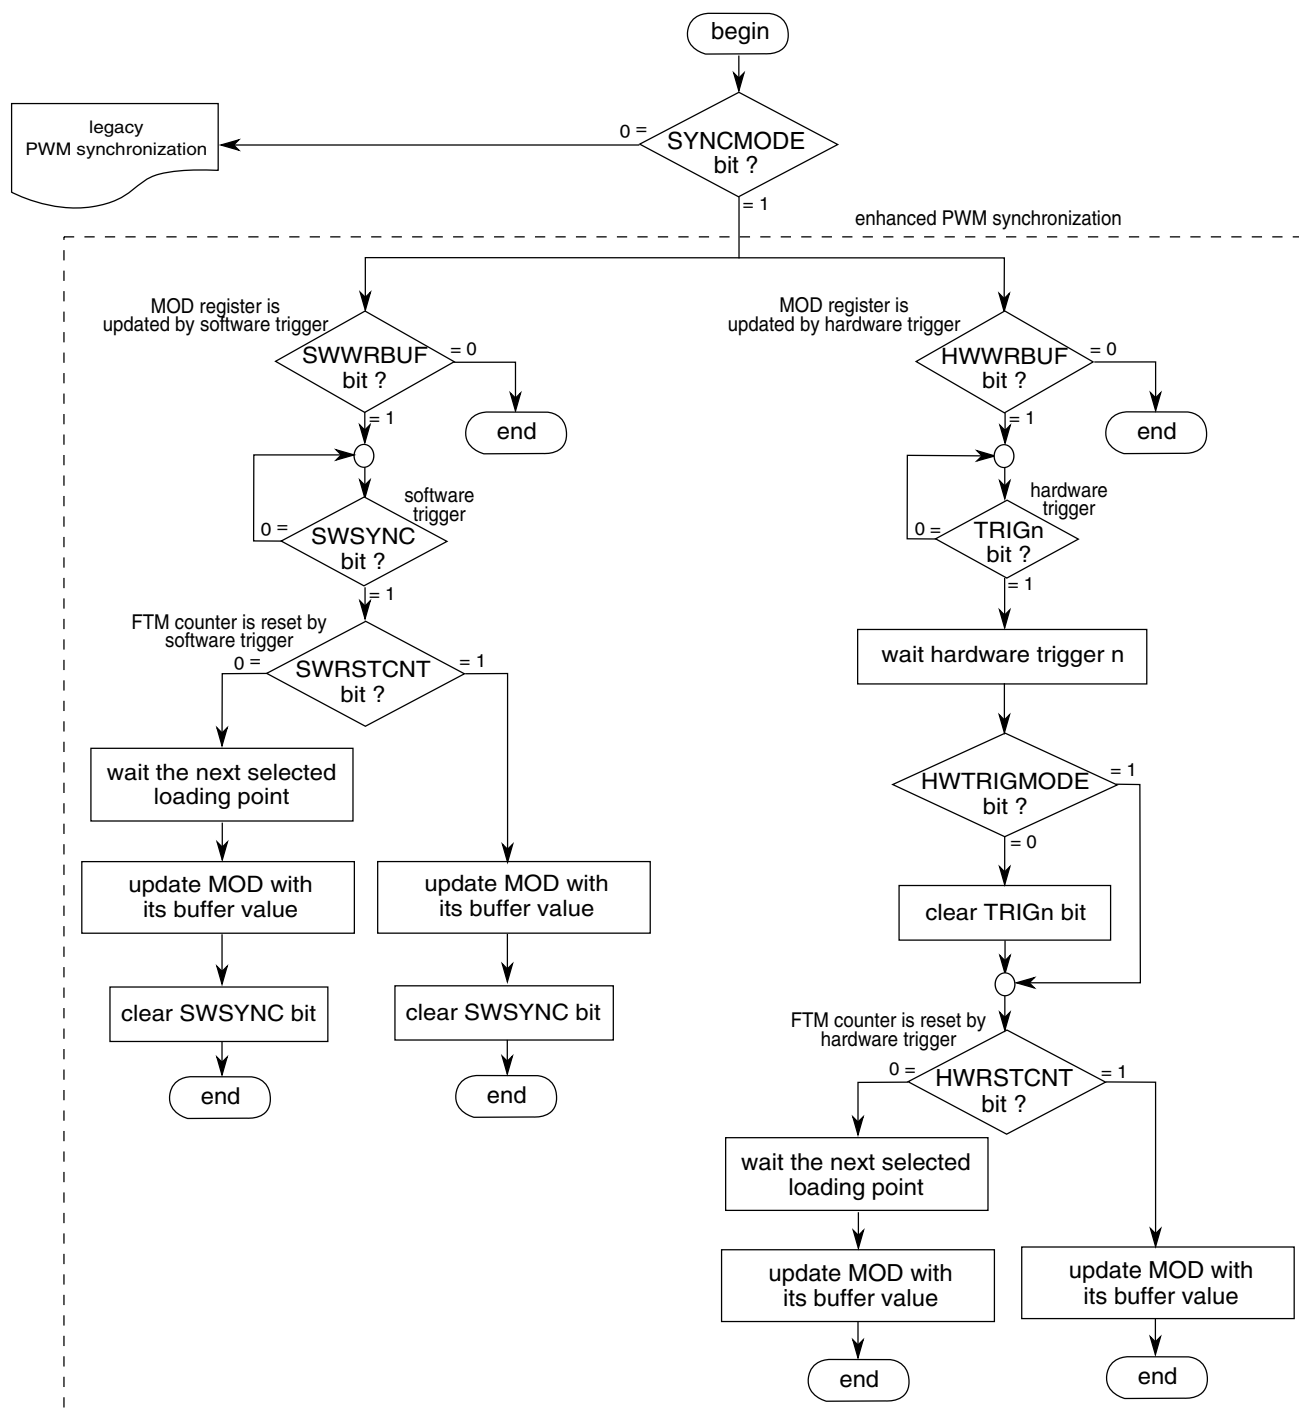 begin
legacy
PWM synchronization
0 =
SYNCMODE
bit ?
= 1
enhanced PWM synchronization
MOD register is
updated by software trigger
SWWRBUF
bit ?
= 0
= 1
end
software
trigger
0 =
SWSYNC
bit ?
= 1
FTM counter is reset by
software trigger
0 =
SWRSTCNT
bit ?
= 1
wait the next selected
loading point
update MOD with
its buffer value
clear SWSYNC bit
end
update MOD with
its buffer value
clear SWSYNC bit
end
MOD register is
updated by hardware trigger
HWWRBUF
bit ?
= 0
= 1
end
hardware
trigger
0 =
TRIGn
bit ?
= 1
wait hardware trigger n
HWTRIGMODE
bit ?
= 1
= 0
clear TRIGn bit
FTM counter is reset by
hardware trigger
0 =
HWRSTCNT
bit ?
= 1
wait the next selected
loading point
update MOD with
its buffer value
end
update MOD with
its buffer value
end